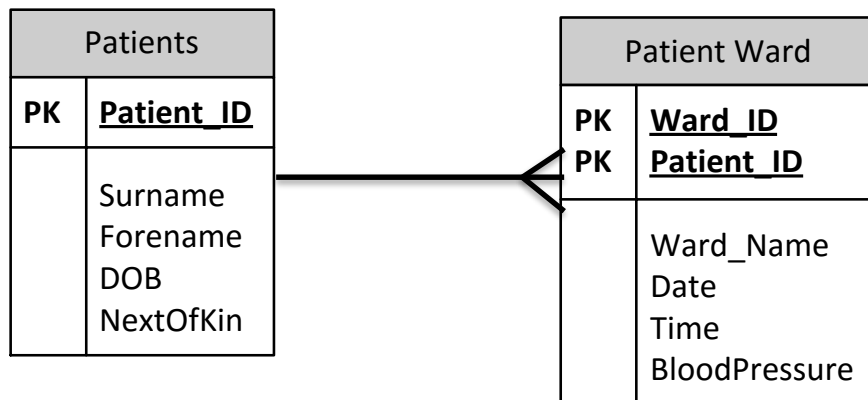 Patients
PK Patient_ID
Surname
Forename
DOB
NextOfKin
Patient Ward
PK Ward_ID
PK Patient_ID
Ward_Name
Date
Time
BloodPressure